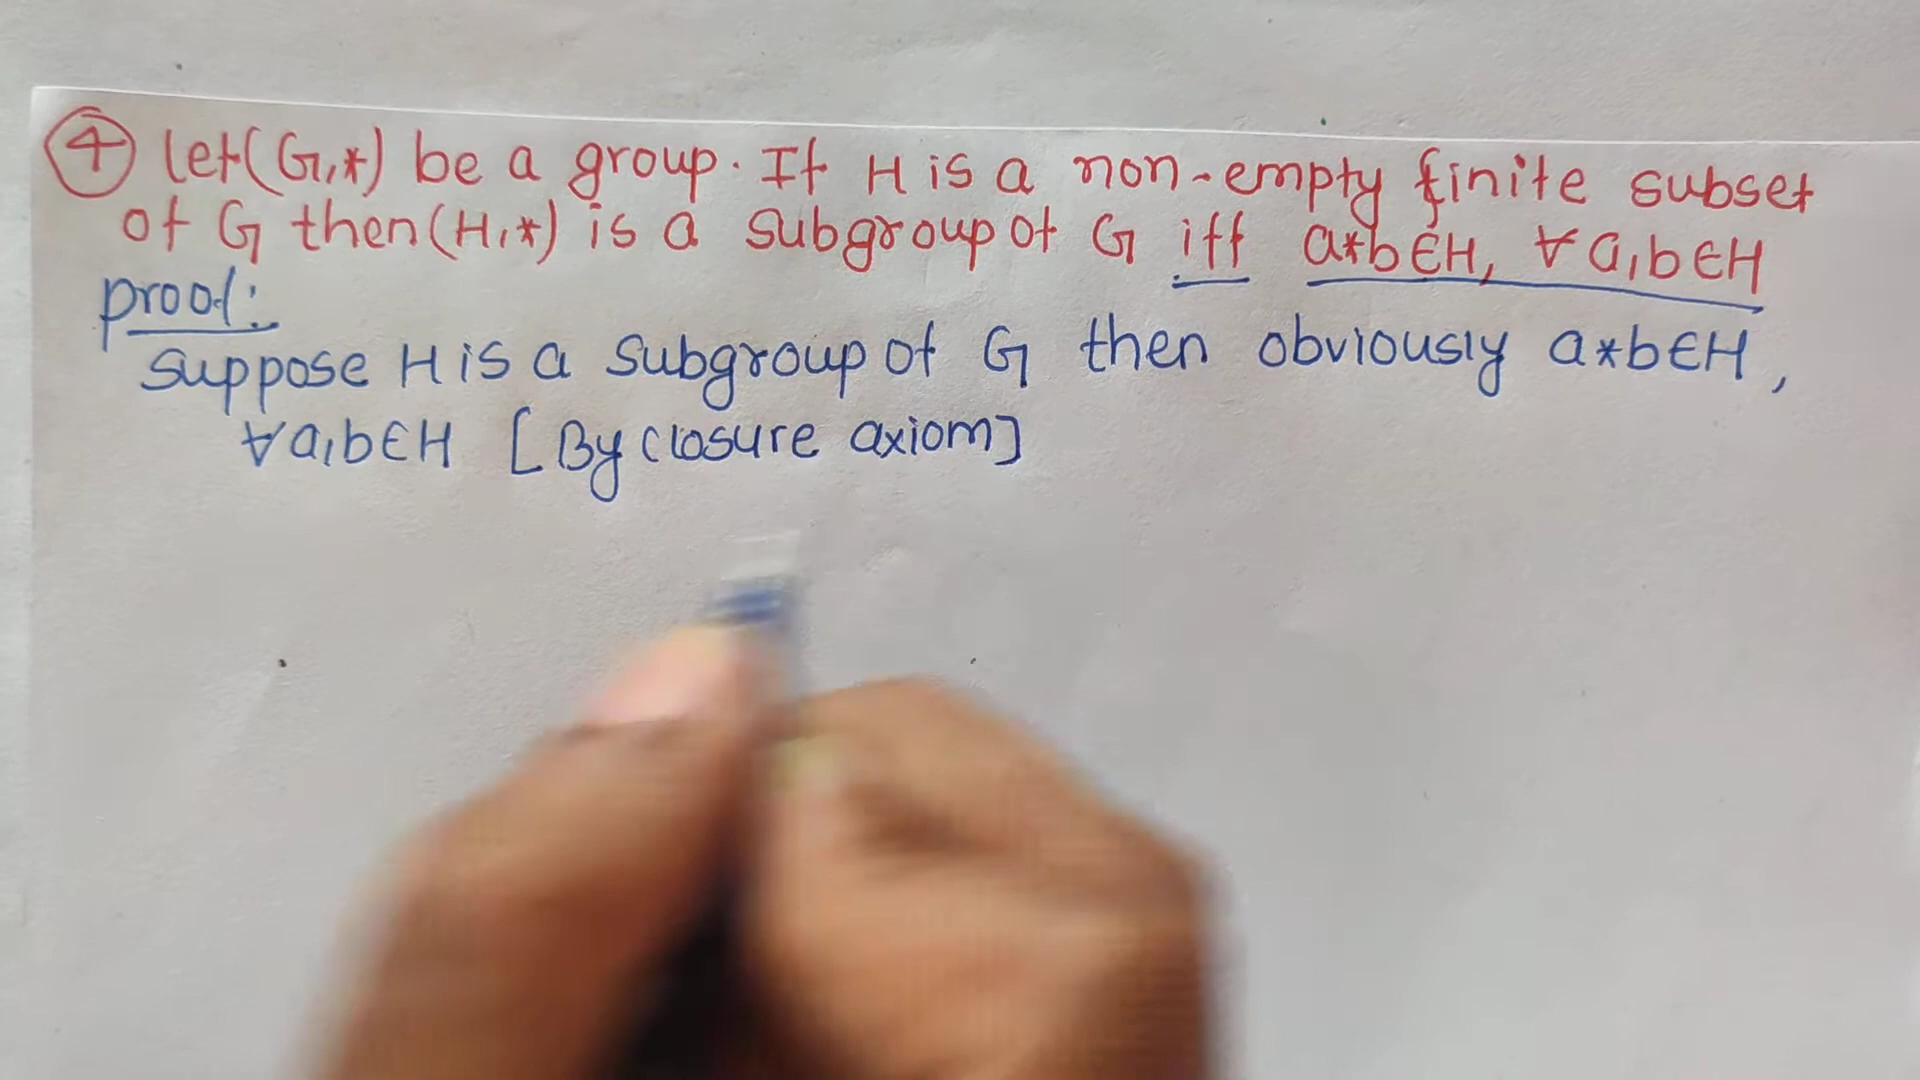 ④ let (G,*) be a group. If H is a non-empty finite subset
of G then (H,*) is a subgroup of G iff a*b∈H, ∀ a,b∈H
proof:
suppose H is a subgroup of G then obviously a*b∈H,
∀a,b∈H [By closure axiom]